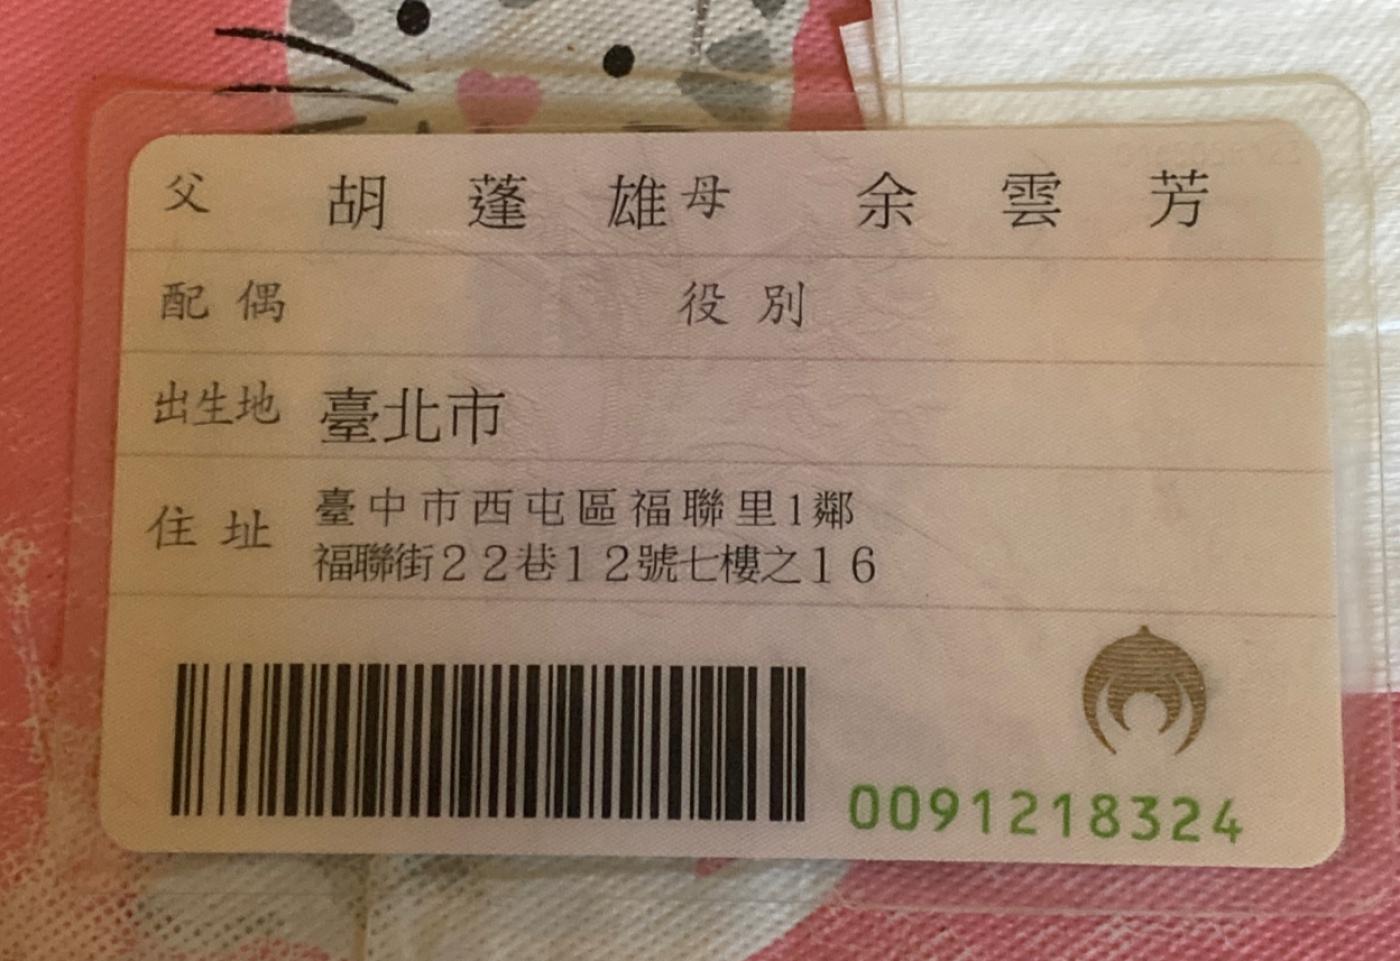 父 胡蓬雄 母 余雲芳
配偶 役別
出生地 臺北市
住址 臺中市西屯區福聯里1鄰
福聯街22巷12號七樓之16
0091218324